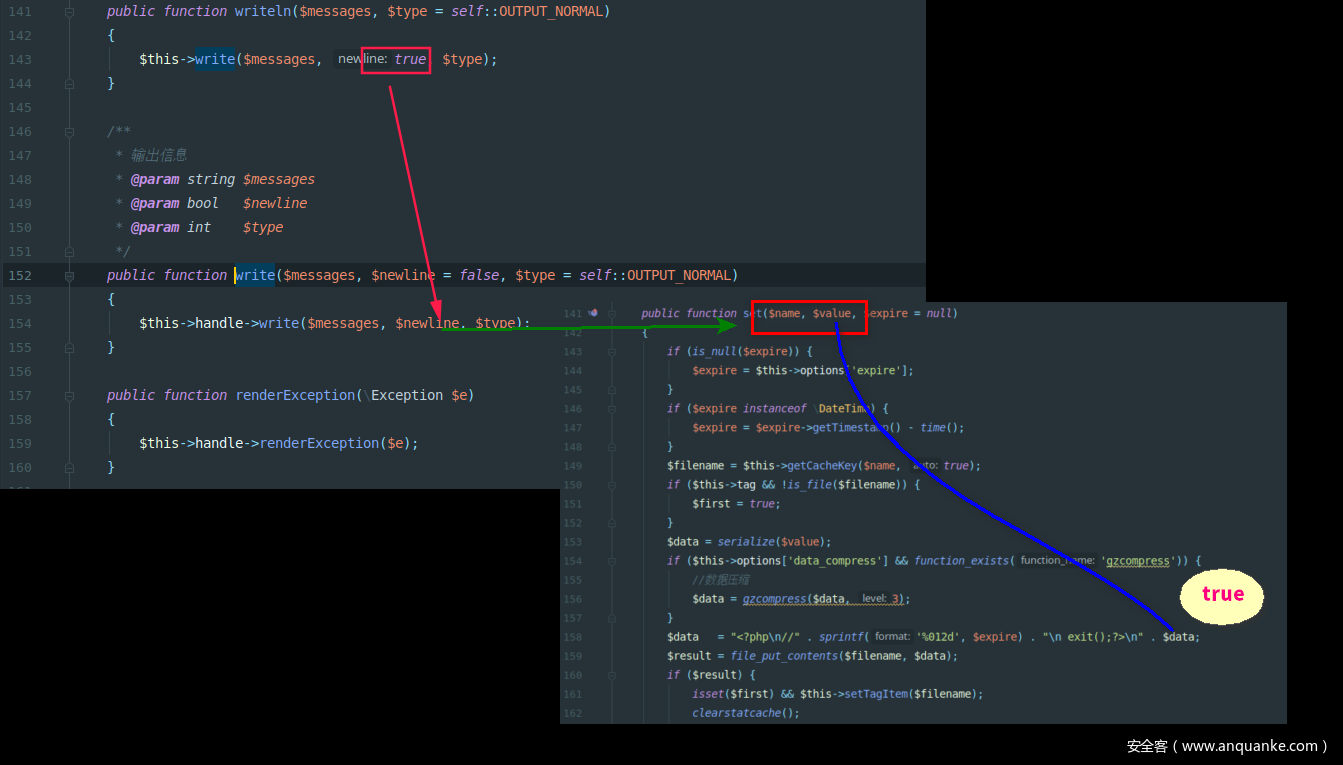 141 public function writeln($messages, $type = self::OUTPUT_NORMAL)
142 {
143 $this->write($messages, newline: true, $type);
144 }
145
146 /**
147 * 输出信息
148 * @param string $messages
149 * @param bool $newline
150 * @param int $type
151 */
152 public function write($messages, $newline = false, $type = self::OUTPUT_NORMAL)
153 {
154 $this->handle->write($messages, $newline, $type);
155 }
156
157 public function renderException(\Exception $e)
158 {
159 $this->handle->renderException($e);
160 }
141 public function set($name, $value, $expire = null)
142 {
143 if (is_null($expire)) {
144 $expire = $this->options['expire'];
145 }
146 if ($expire instanceof \DateTime) {
147 $expire = $expire->getTimestamp() - time();
148 }
149 $filename = $this->getCacheKey($name, auto: true);
150 if ($this->tag && !is_file($filename)) {
151 $first = true;
152 }
153 $data = serialize($value);
154 if ($this->options['data_compress'] && function_exists( function_name: 'gzcompress')) {
155 //数据压缩
156 $data = gzcompress($data, level: 3);
157 }
158 $data = "<?php\n//" . sprintf( format: '%012d', $expire) . "\n exit();?>\n" . $data;
159 $result = file_put_contents($filename, $data);
160 if ($result) {
161 isset($first) && $this->setTagItem($filename);
162 clearstatcache();
true
安全客（www.anquanke.com）